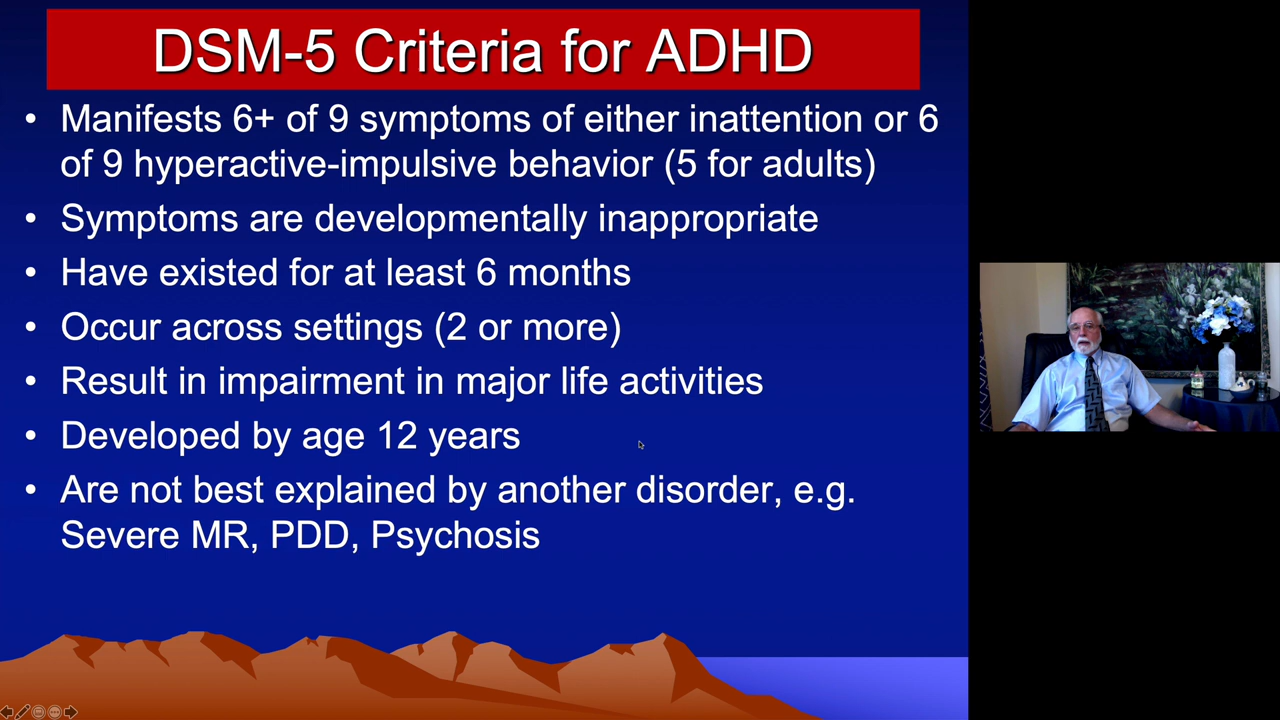 DSM-5 Criteria for ADHD
• Manifests 6+ of 9 symptoms of either inattention or 6
of 9 hyperactive-impulsive behavior (5 for adults)
• Symptoms are developmentally inappropriate
• Have existed for at least 6 months
• Occur across settings (2 or more)
• Result in impairment in major life activities
• Developed by age 12 years
• Are not best explained by another disorder, e.g.
Severe MR, PDD, Psychosis